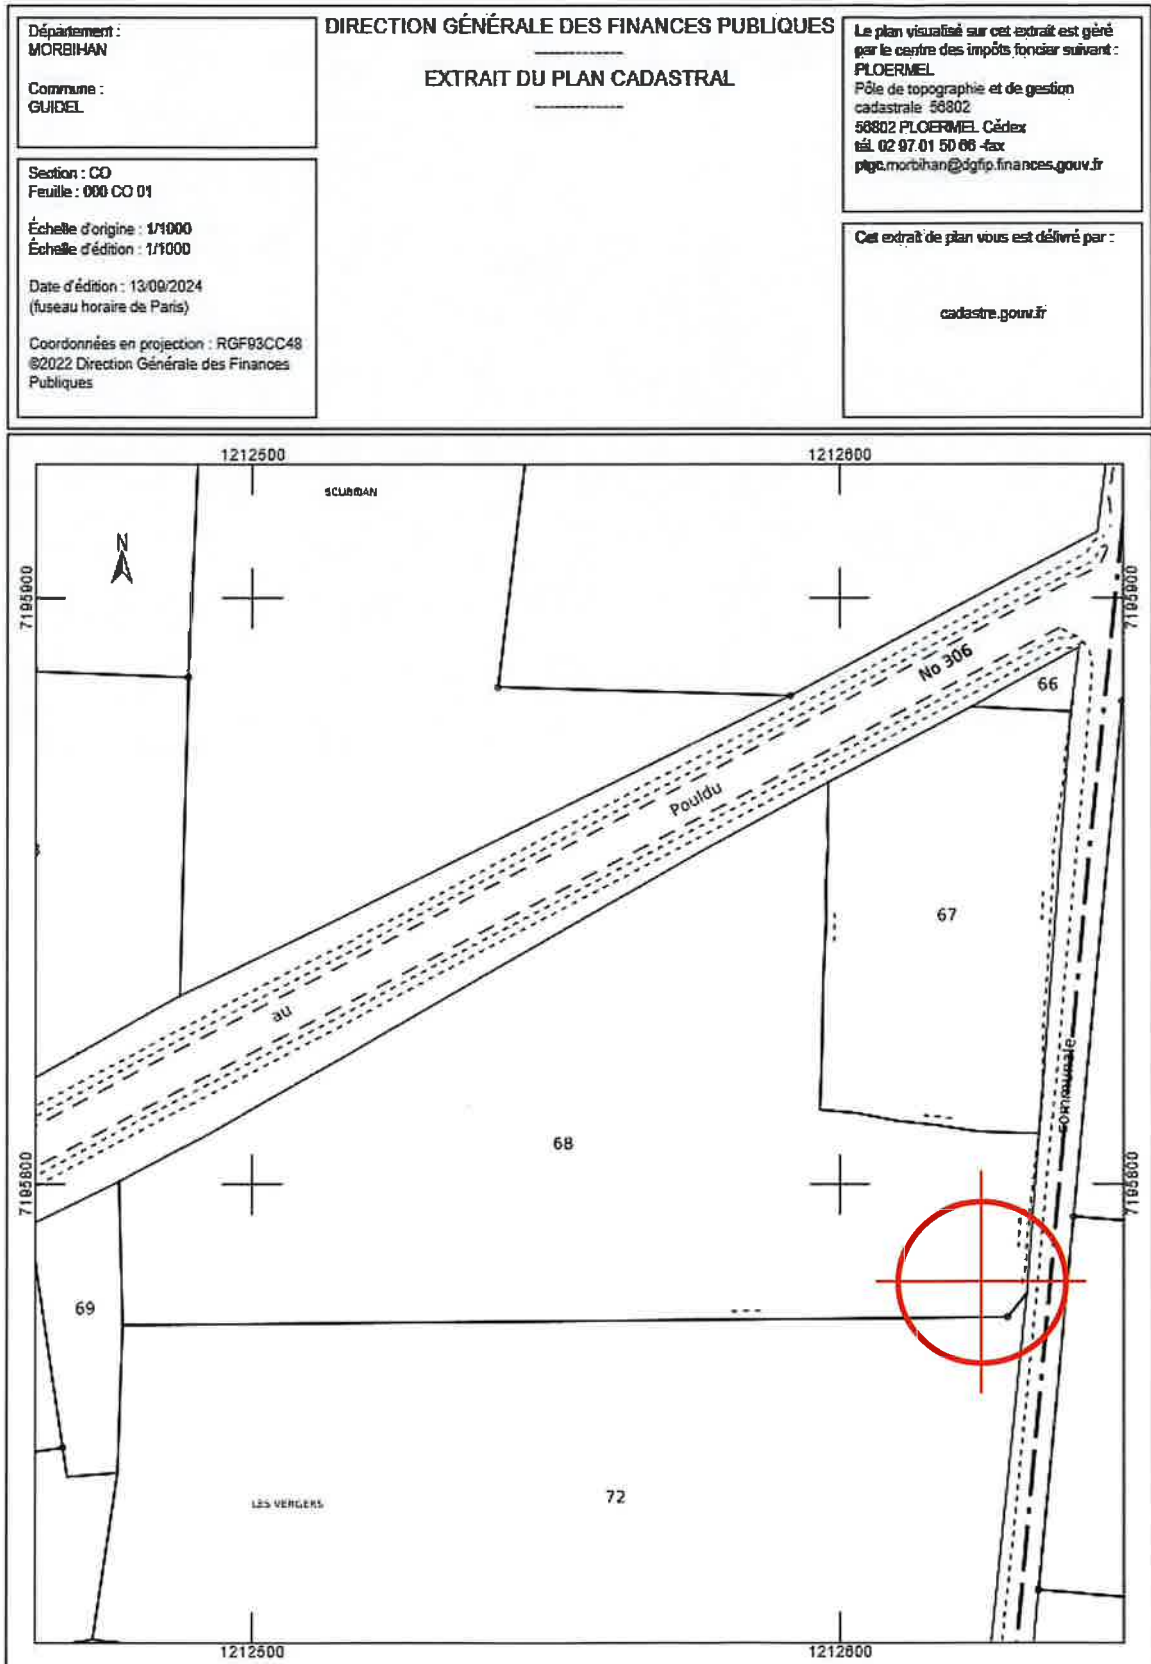 Département :
MORBIHAN
Commune :
GUIDEL
Section : CO
Feuille : 000 CO 01
Échelle d'origine : 1/1000
Échelle d'édition : 1/1000
Date d'édition : 13/09/2024
(fuseau horaire de Paris)
Coordonnées en projection : RGF93CC48
©2022 Direction Générale des Finances
Publiques
DIRECTION GÉNÉRALE DES FINANCES PUBLIQUES
EXTRAIT DU PLAN CADASTRAL
Le plan visualisé sur cet extrait est géré
par le centre des impôts foncier suivant :
PLOERMEL
Pôle de topographie et de gestion
cadastrale 56802
56802 PLOERMEL Cédex
tél. 02 97 01 50 66 -fax
ptgc.morbihan@dgfip.finances.gouv.fr
Cet extrait de plan vous est délivré par :
cadastre.gouv.fr
1212500
1212600
N
7195900
7195900
No 306
66
Pouldu
67
au
communale
68
7195800
7195800
69
LES VERGERS
72
1212500
1212600